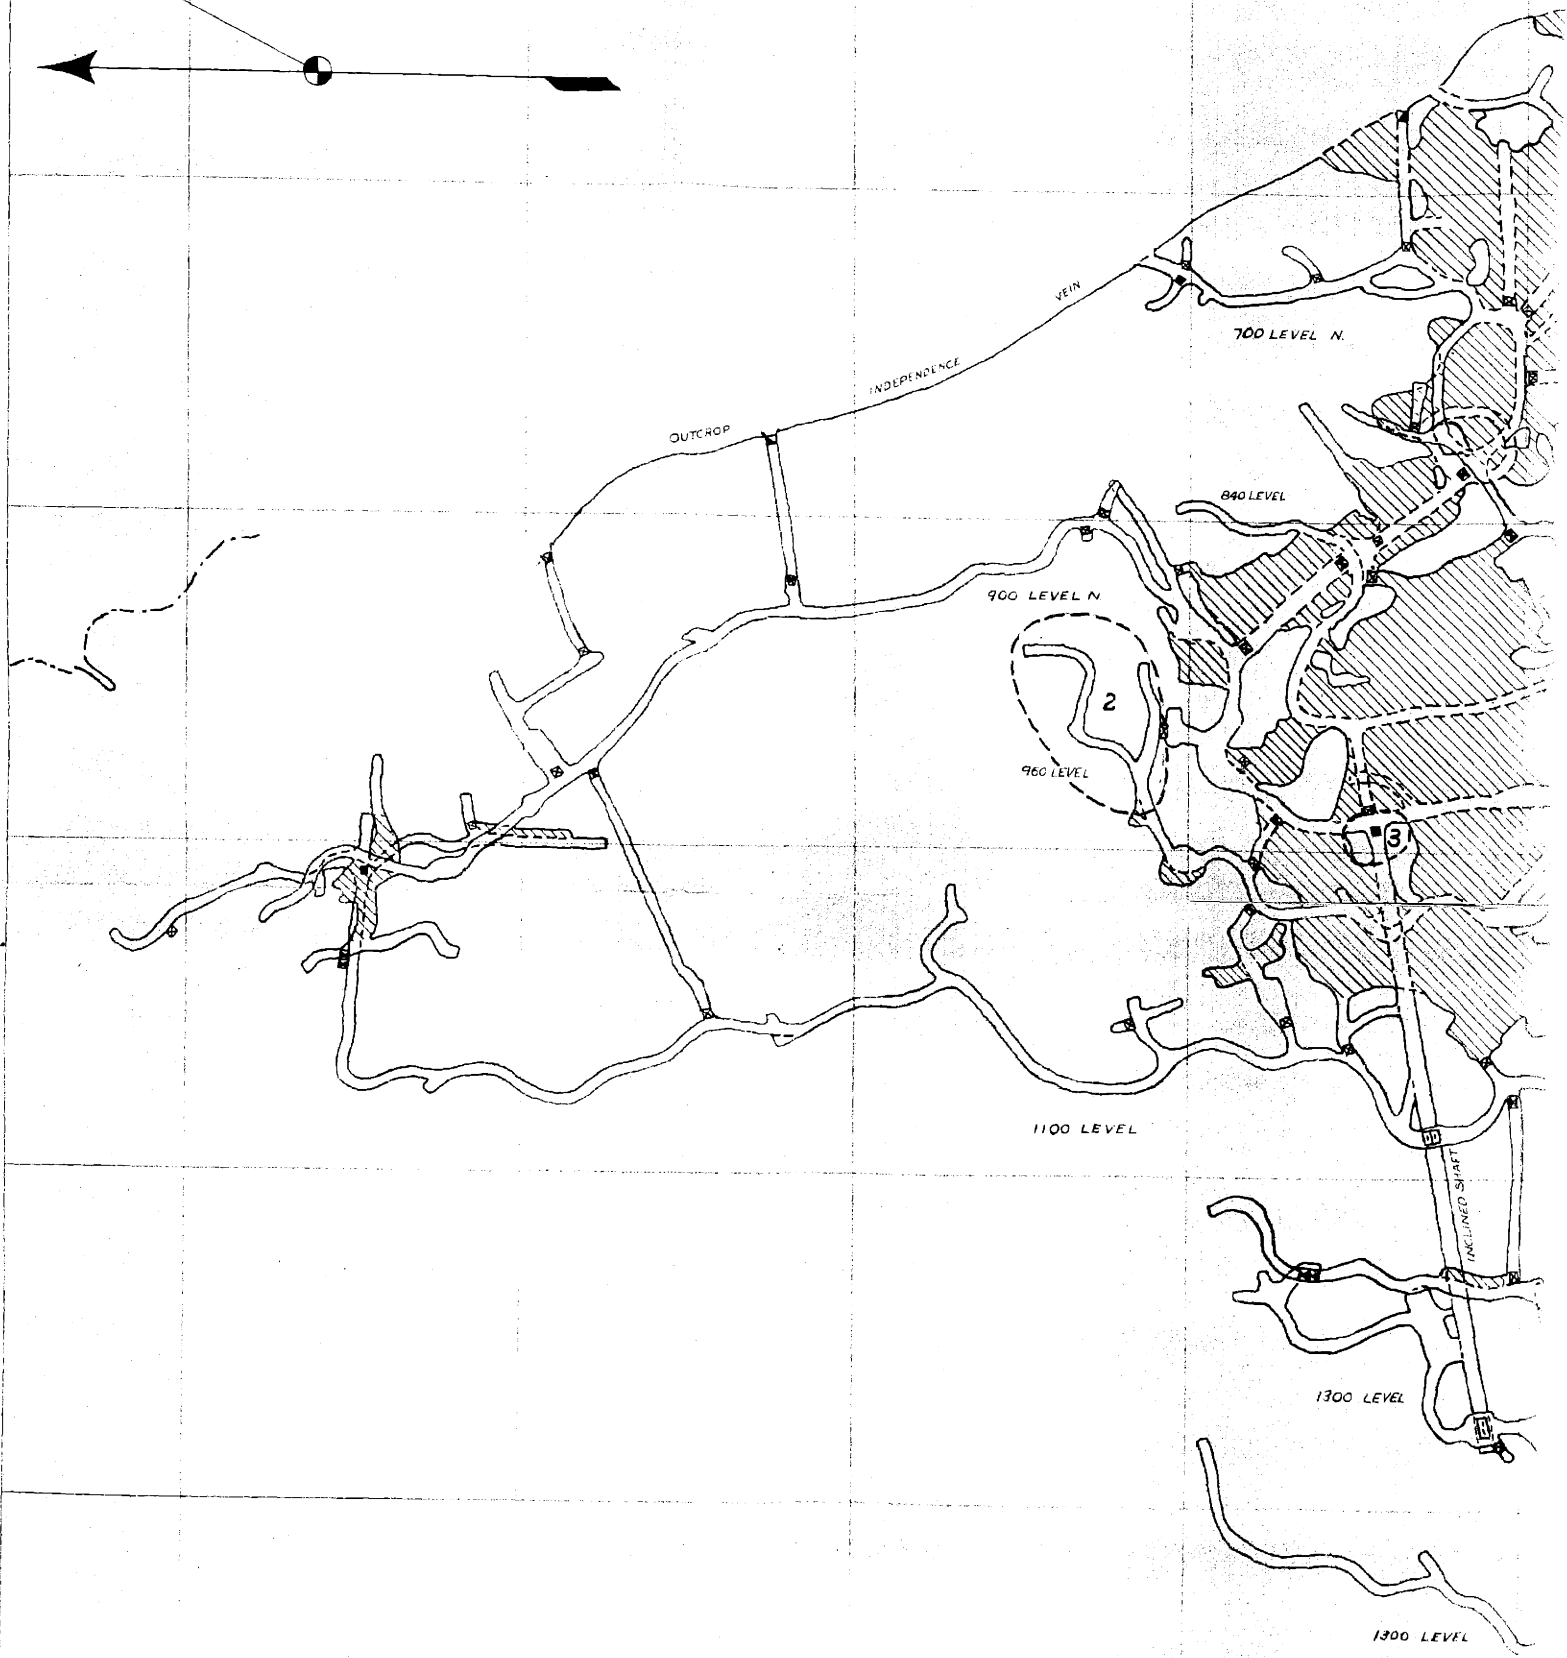 700 LEVEL N.
VEIN
INDEPENDENCE
OUTCROP
840 LEVEL
900 LEVEL N.
2
960 LEVEL
3
1100 LEVEL
INCLINED SHAFT
1300 LEVEL
1300 LEVEL